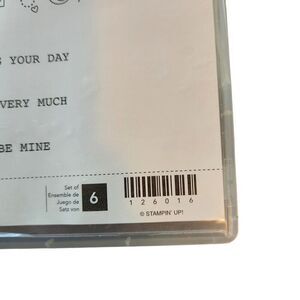 YOUR DAY
VERY MUCH
BE MINE
Set of
Ensemble de
Juego de
Satz von
6
126016
© STAMPIN' UP!